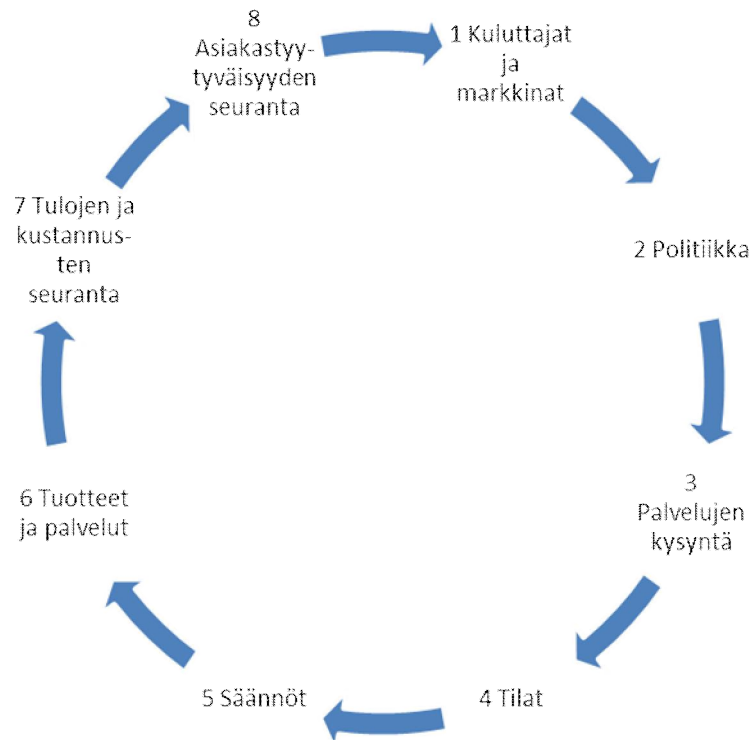 8
Asiakastyy-
tyväisyyden
seuranta
1 Kuluttajat
ja
markkinat
2 Politiikka
3
Palvelujen
kysyntä
4 Tilat
5 Säännöt
6 Tuotteet
ja palvelut
7 Tulojen ja
kustannus-
ten
seuranta